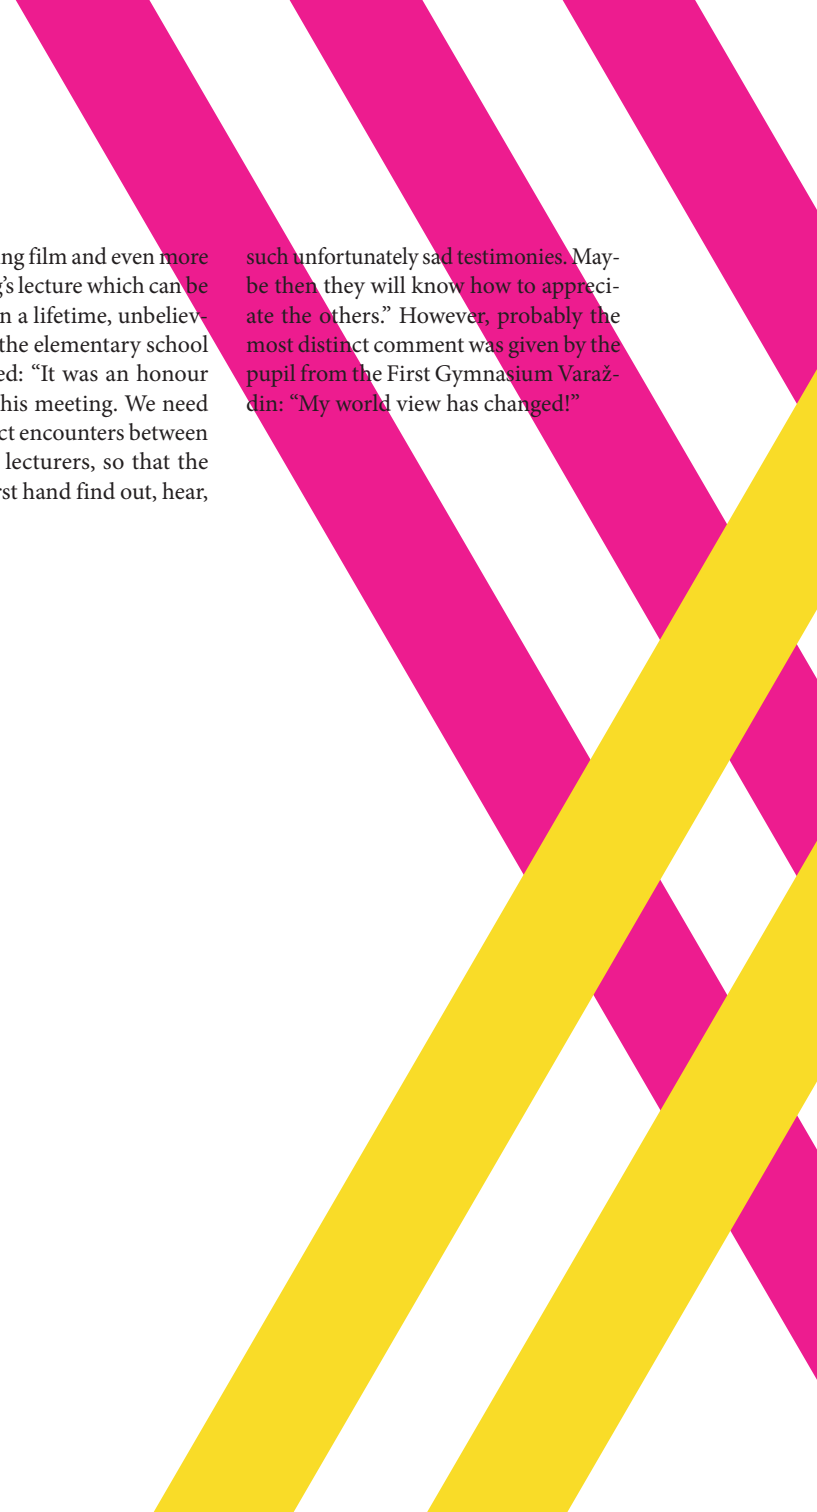 ing film and even more
g’s lecture which can be
n a lifetime, unbeliev-
the elementary school
ed: “It was an honour
his meeting. We need
ct encounters between
lecturers, so that the
rst hand find out, hear,
such unfortunately sad testimonies. May-
be then they will know how to appreci-
ate the others.” However, probably the
most distinct comment was given by the
pupil from the First Gymnasium Varaž-
din: “My world view has changed!”